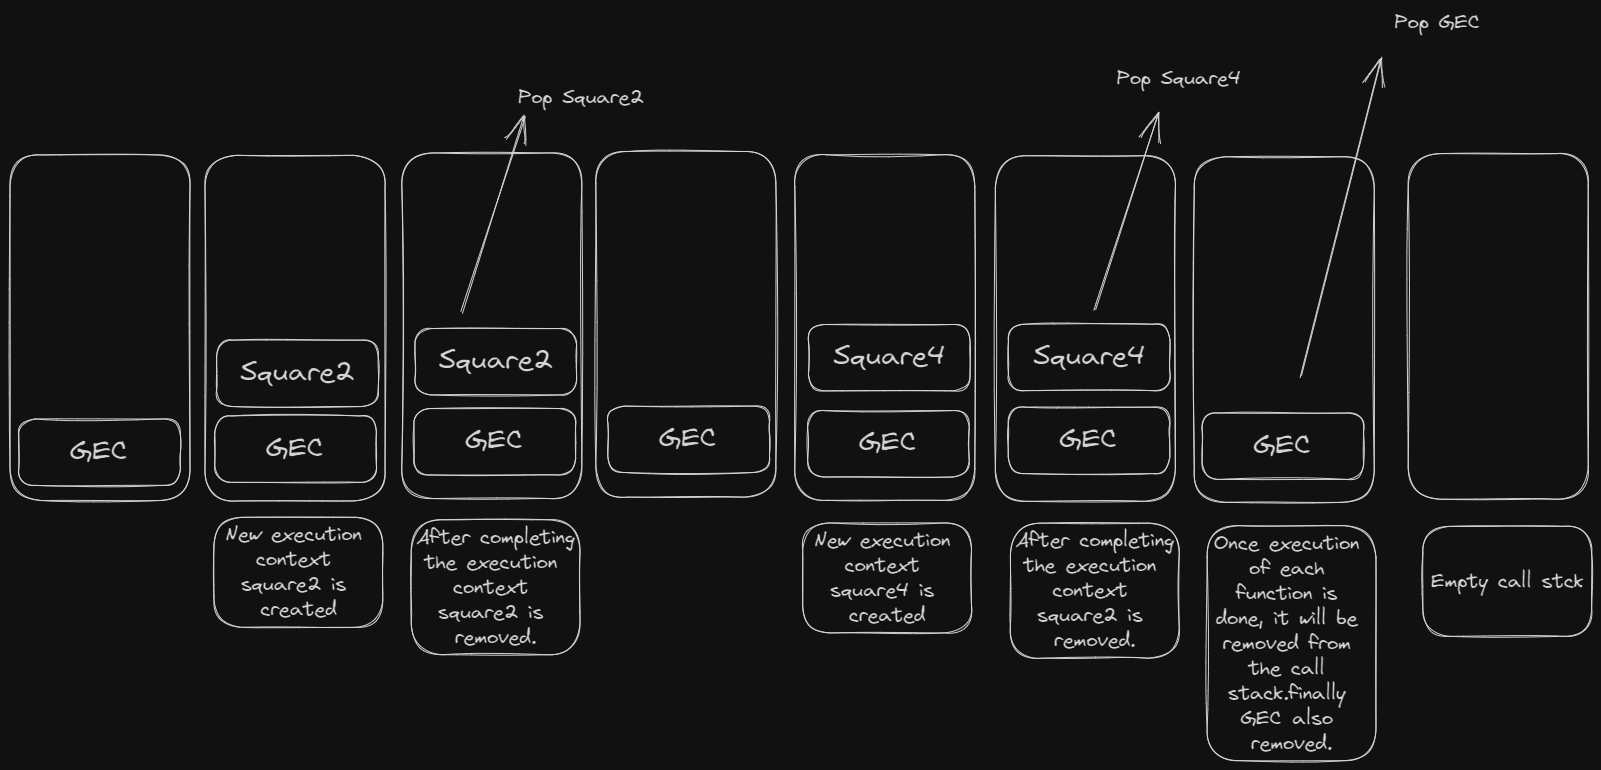 Pop GEC
Pop Square4
Pop Square2
GEC
Square2
GEC
Square2
GEC
GEC
Square4
GEC
Square4
GEC
GEC
New execution
context
square2 is
created
After completing
the execution
context
square2 is
removed.
New execution
context
square4 is
created
After completing
the execution
context
square2 is
removed.
Once execution
of each
function is
done, it will be
removed from
the call
stack.finally
GEC also
removed.
Empty call stck